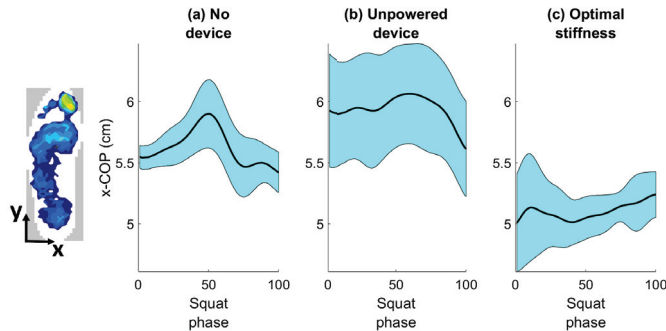 (a) No
device
(b) Unpowered
device
(c) Optimal
stiffness
y
x
x-COP (cm)
6
5.5
5
0
50
100
Squat
phase
6
5.5
5
0
50
100
Squat
phase
6
5.5
5
0
50
100
Squat
phase